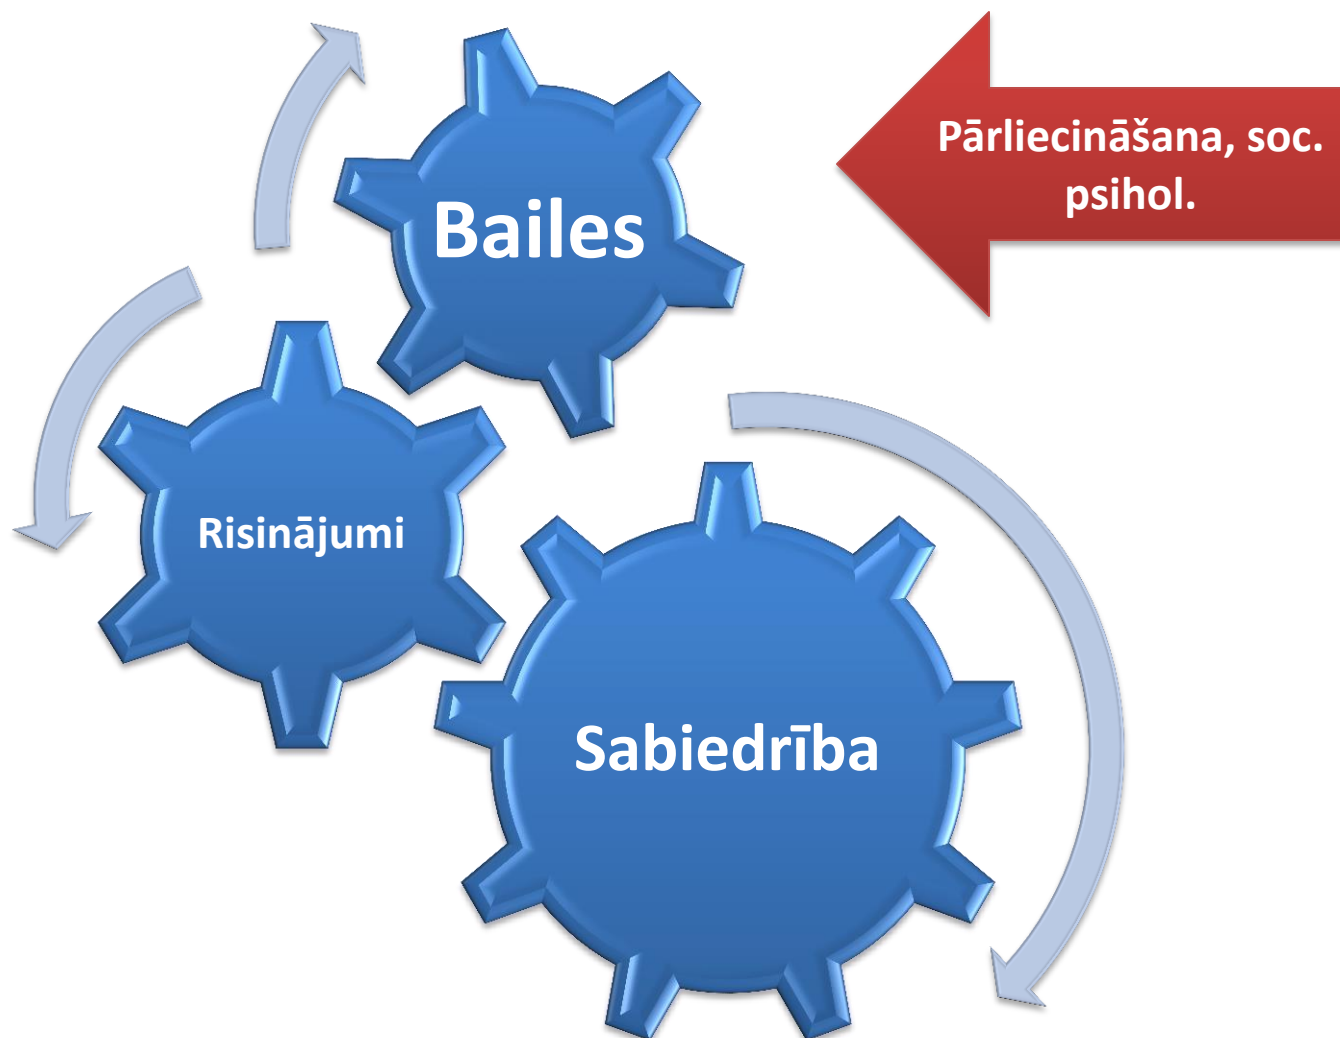 Pārliecināšana, soc.
psihol.
Bailes
Risinājumi
Sabiedrība